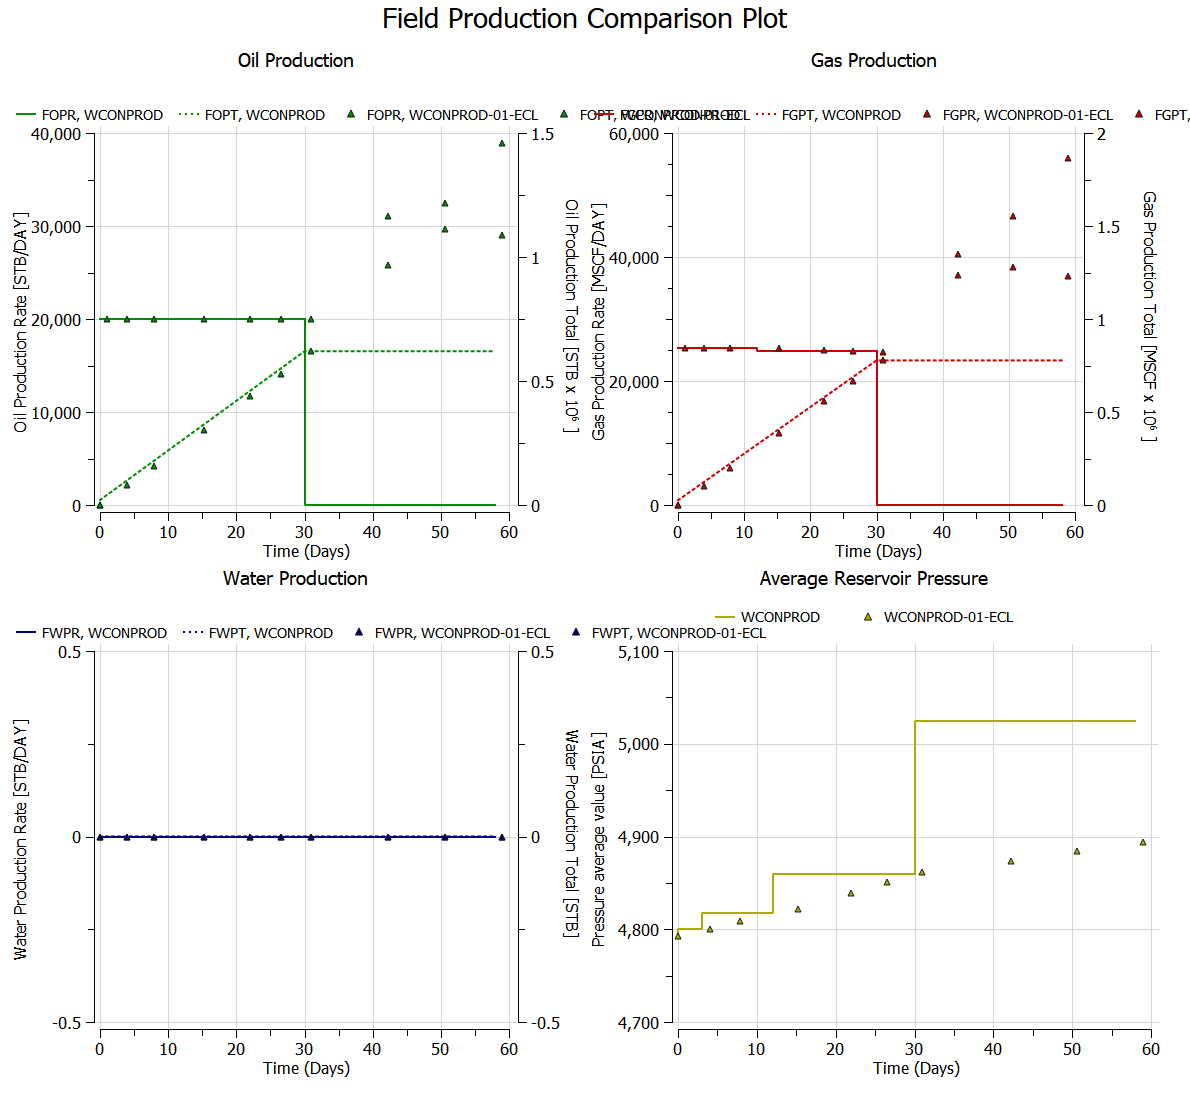 Field Production Comparison Plot
Oil Production
FOPR, WCONPROD
FOPT, WCONPROD
FOPR, WCONPROD-01-ECL
FOPT, WCONPROD-01-ECL
40,000
30,000
20,000
10,000
0
Oil Production Rate [STB/DAY]
1.5
1
0.5
0
Oil Production Total [STB x 10⁶ ]
0 10 20 30 40 50 60
Time (Days)
Gas Production
FGPR, WCONPROD
FGPT, WCONPROD
FGPR, WCONPROD-01-ECL
FGPT,
60,000
40,000
20,000
0
Gas Production Rate [MSCF/DAY]
2
1.5
1
0.5
0
Gas Production Total [MSCF x 10⁶ ]
0 10 20 30 40 50 60
Time (Days)
Water Production
FWPR, WCONPROD
FWPT, WCONPROD
FWPR, WCONPROD-01-ECL
FWPT, WCONPROD-01-ECL
0.5
0
-0.5
Water Production Rate [STB/DAY]
0.5
0
-0.5
Water Production Total [STB]
0 10 20 30 40 50 60
Time (Days)
Average Reservoir Pressure
WCONPROD
WCONPROD-01-ECL
5,100
5,000
4,900
4,800
4,700
Pressure average value [PSIA]
0 10 20 30 40 50 60
Time (Days)